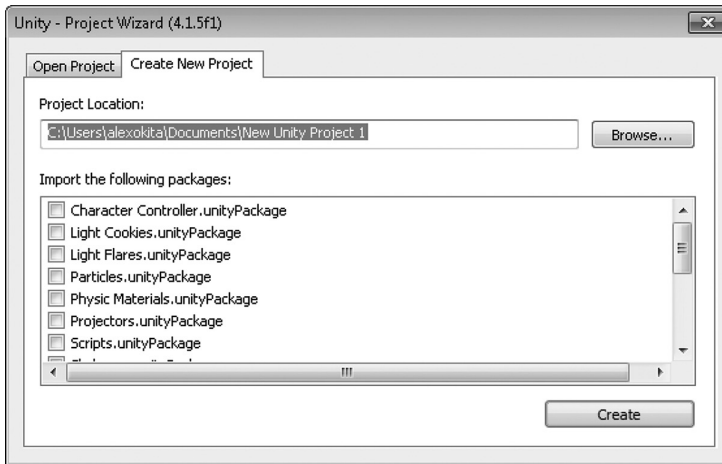 Unity - Project Wizard (4.1.5f1)
Open Project
Create New Project
Project Location:
C:\Users\alexokita\Documents\New Unity Project 1
Browse...
Import the following packages:
Character Controller.unityPackage
Light Cookies.unityPackage
Light Flares.unityPackage
Particles.unityPackage
Physic Materials.unityPackage
Projectors.unityPackage
Scripts.unityPackage
Create